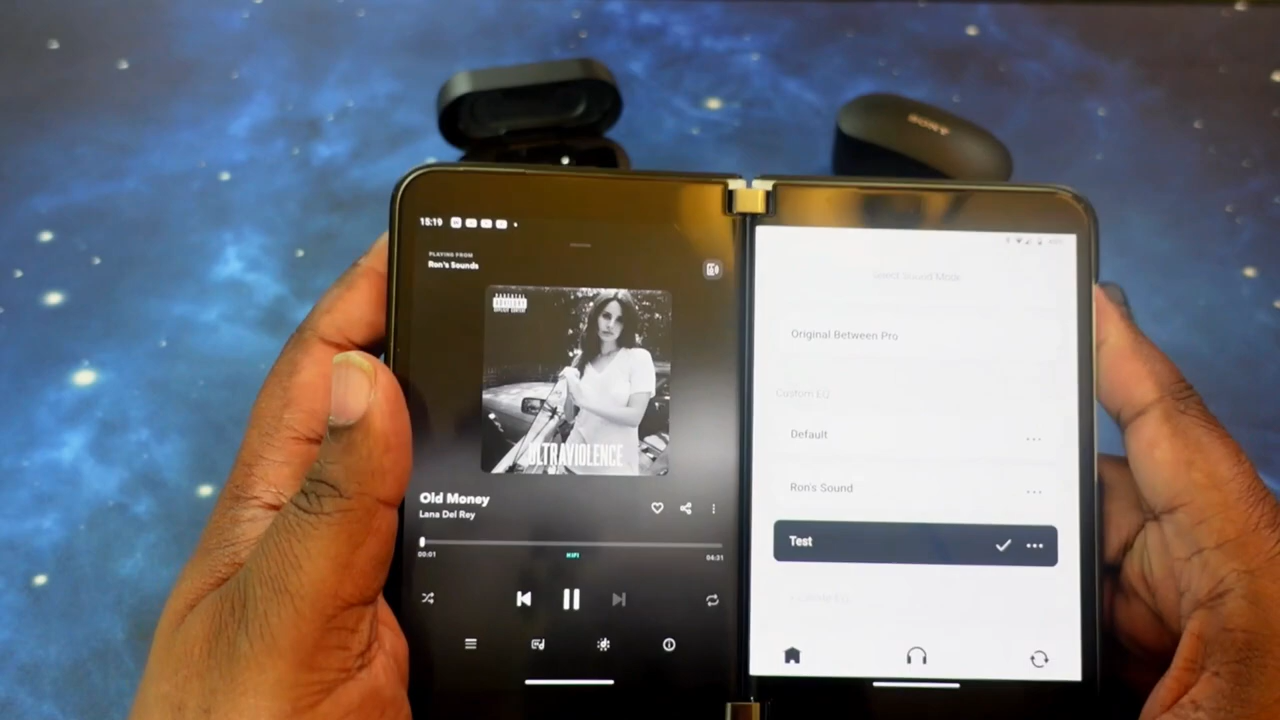 SONY
15:19
PLAYING FROM
Ron's Sounds
PARENTAL
ADVISORY
EXPLICIT CONTENT
ULTRAVIOLENCE
Old Money
Lana Del Rey
00:01
HIFI
04:31
Select Sound Mode
Original Between Pro
Custom EQ
Default
Ron's Sound
Test